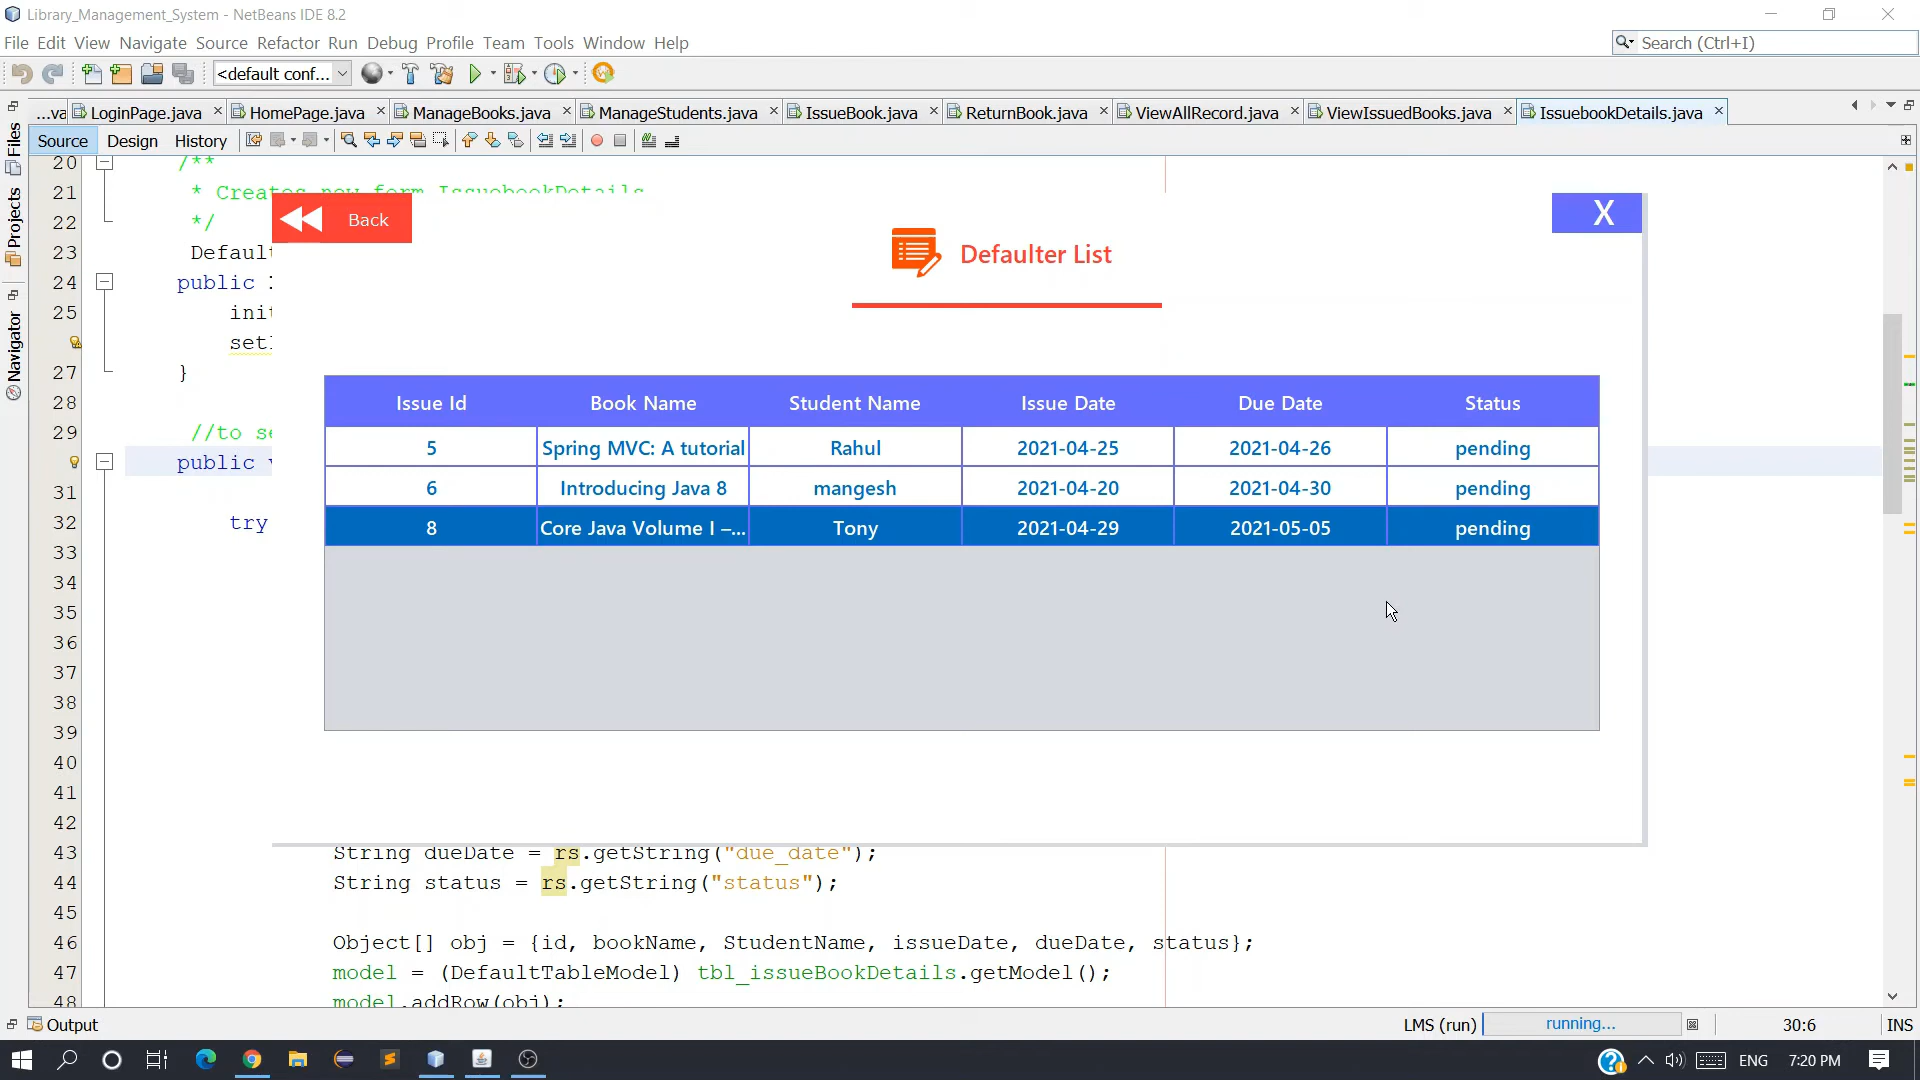 Library_Management_System - NetBeans IDE 8.2
File Edit View Navigate Source Refactor Run Debug Profile Team Tools Window Help
Search (Ctrl+I)
<default conf...
...va LoginPage.java HomePage.java ManageBooks.java ManageStudents.java IssueBook.java ReturnBook.java ViewAllRecord.java ViewIssuedBooks.java IssuebookDetails.java
Source Design History
Files
Projects
Navigator
20 /**
21 * Creates new form IssuebookDetails
22 */
23 Defaul
24 public
25 init
set
27 }
28
29 //to se
public
31
32 try
33
34
35
36
37
38
39
40
41
42
43 String dueDate = rs.getString("due_date");
44 String status = rs.getString("status");
45
46 Object[] obj = {id, bookName, StudentName, issueDate, dueDate, status};
47 model = (DefaultTableModel) tbl_issueBookDetails.getModel();
48 model.addRow(obj);
Back
X
Defaulter List
Issue Id Book Name Student Name Issue Date Due Date Status
5 Spring MVC: A tutorial Rahul 2021-04-25 2021-04-26 pending
6 Introducing Java 8 mangesh 2021-04-20 2021-04-30 pending
8 Core Java Volume I –... Tony 2021-04-29 2021-05-05 pending
Output
LMS (run) running... 30:6 INS
ENG 7:20 PM